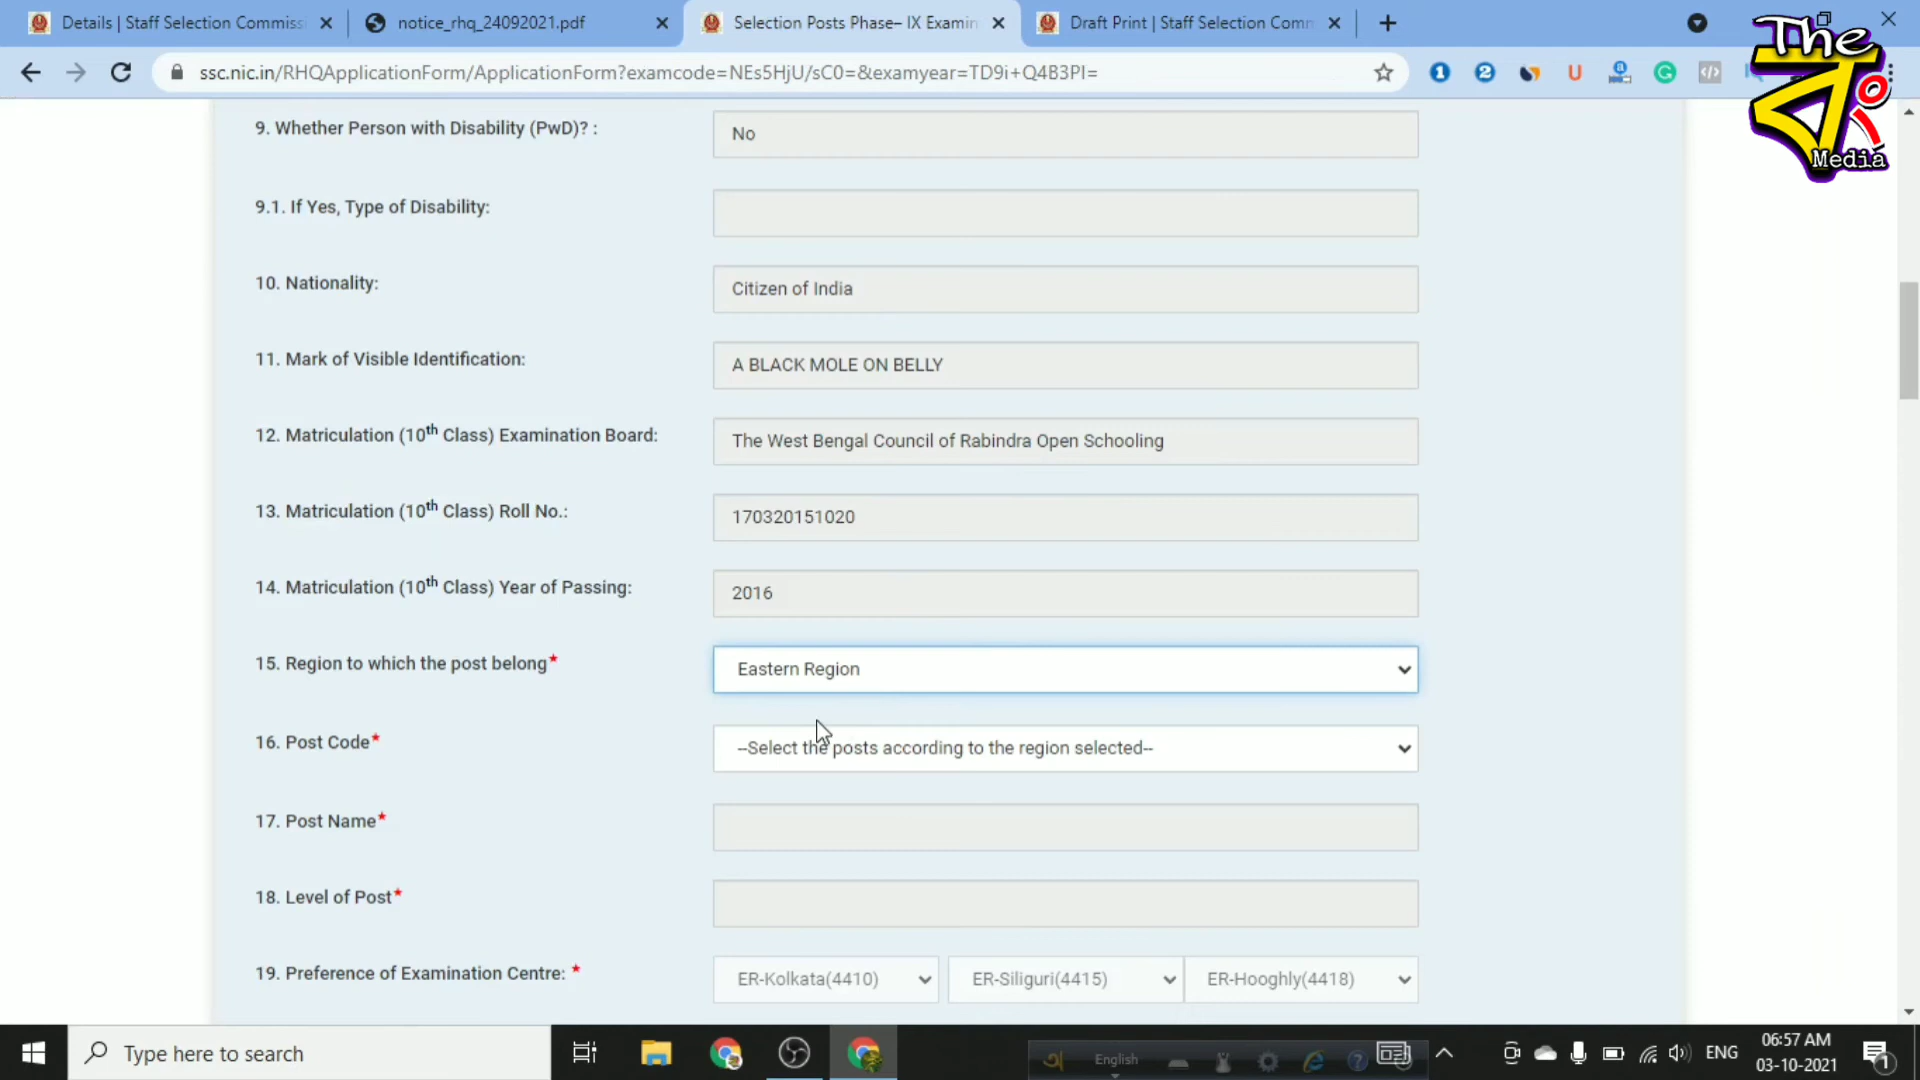 Details | Staff Selection Commiss
notice_rhq_24092021.pdf
Selection Posts Phase– IX Examin
Draft Print | Staff Selection Comm
ssc.nic.in/RHQApplicationForm/ApplicationForm?examcode=NEs5HjU/sC0=&examyear=TD9i+Q4B3PI=
The
Media
9. Whether Person with Disability (PwD)? :
No
9.1. If Yes, Type of Disability:
10. Nationality:
Citizen of India
11. Mark of Visible Identification:
A BLACK MOLE ON BELLY
12. Matriculation (10th Class) Examination Board:
The West Bengal Council of Rabindra Open Schooling
13. Matriculation (10th Class) Roll No.:
170320151020
14. Matriculation (10th Class) Year of Passing:
2016
15. Region to which the post belong*
Eastern Region
16. Post Code*
--Select the posts according to the region selected--
17. Post Name*
18. Level of Post*
19. Preference of Examination Centre: *
ER-Kolkata(4410)
ER-Siliguri(4415)
ER-Hooghly(4418)
Type here to search
English
ENG
06:57 AM
03-10-2021
1